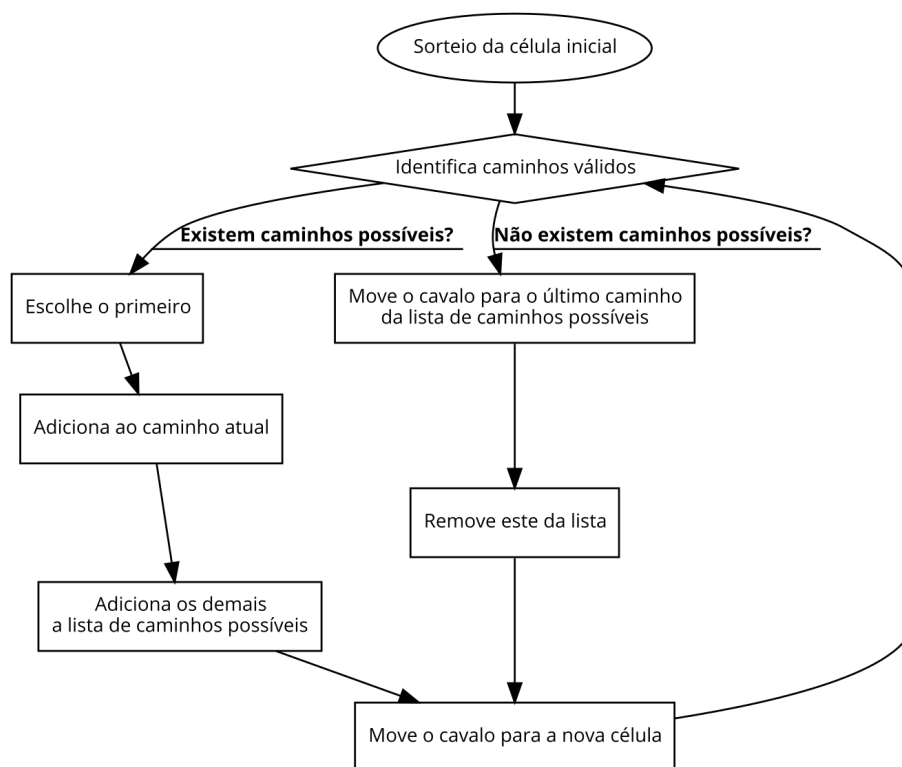 Sorteio da célula inicial
Identifica caminhos válidos
Existem caminhos possíveis?
Não existem caminhos possíveis?
Escolhe o primeiro
Move o cavalo para o último caminho
da lista de caminhos possíveis
Adiciona ao caminho atual
Remove este da lista
Adiciona os demais
a lista de caminhos possíveis
Move o cavalo para a nova célula